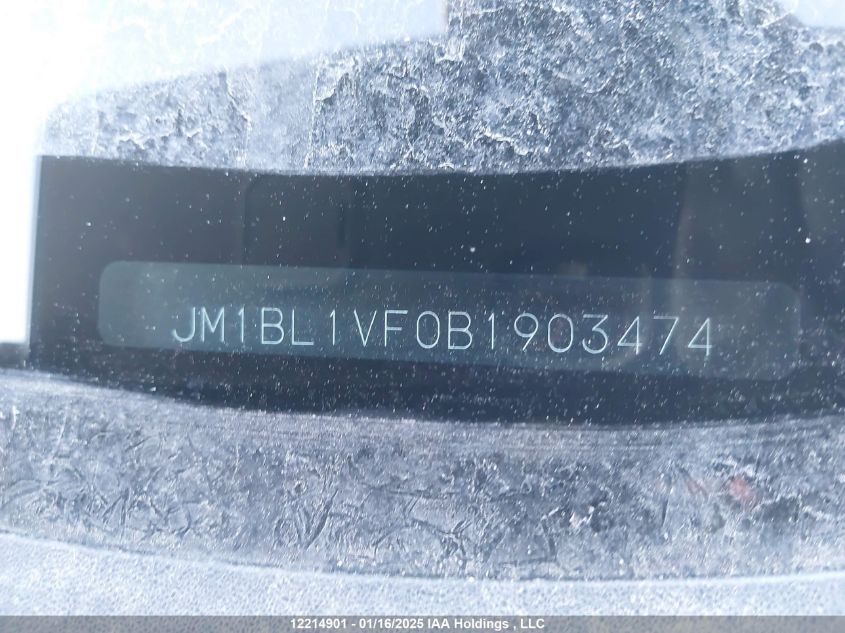 JM1BL1VF0B1903474
12214901 - 01/16/2025 IAA Holdings , LLC